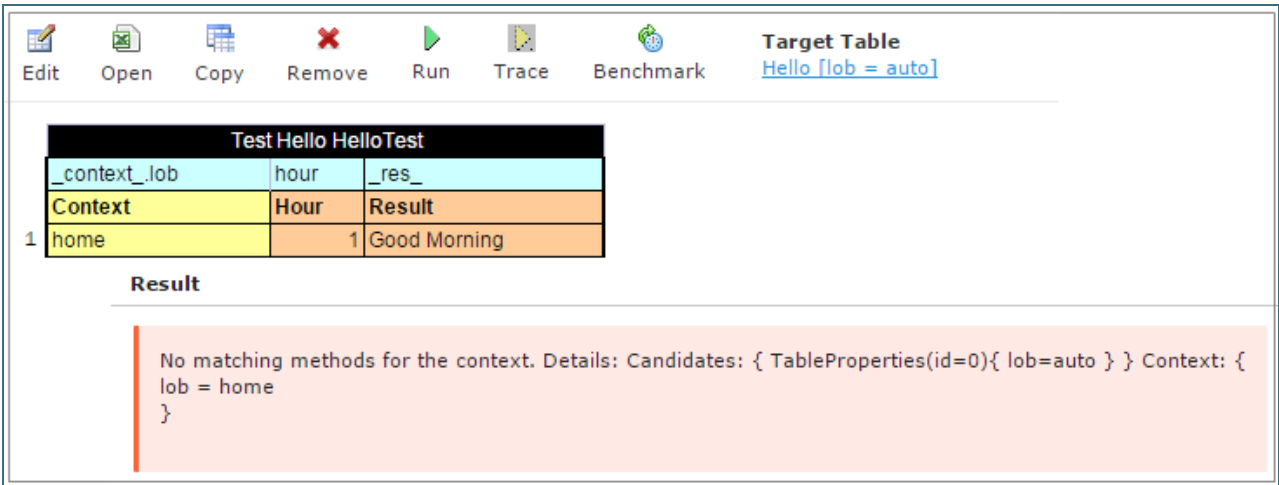 Edit Open Copy Remove Run Trace Benchmark
Target Table
Hello [lob = auto]
Test Hello HelloTest
_context_.lob hour _res_
Context Hour Result
1 home 1 Good Morning
Result
No matching methods for the context. Details: Candidates: { TableProperties(id=0){ lob=auto } } Context: {
lob = home
}